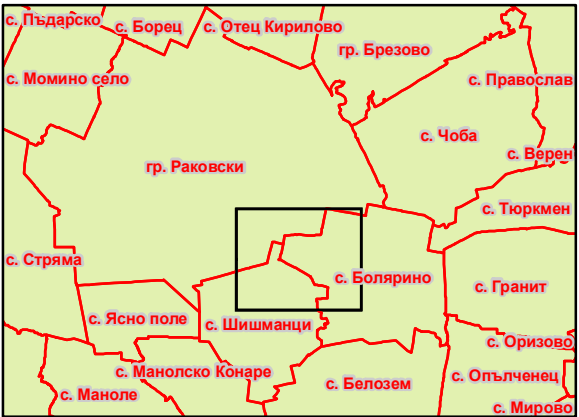 с. Пъдарско
с. Борец
с. Отец Кирилово
гр. Брезово
с. Момино село
с. Православ
с. Чоба
с. Верен
гр. Раковски
с. Тюркмен
с. Стряма
с. Болярино
с. Гранит
с. Ясно поле
с. Шишманци
с. Оризово
с. Манолско Конаре
с. Белозем
с. Опълченец
с. Маноле
с. Мирово